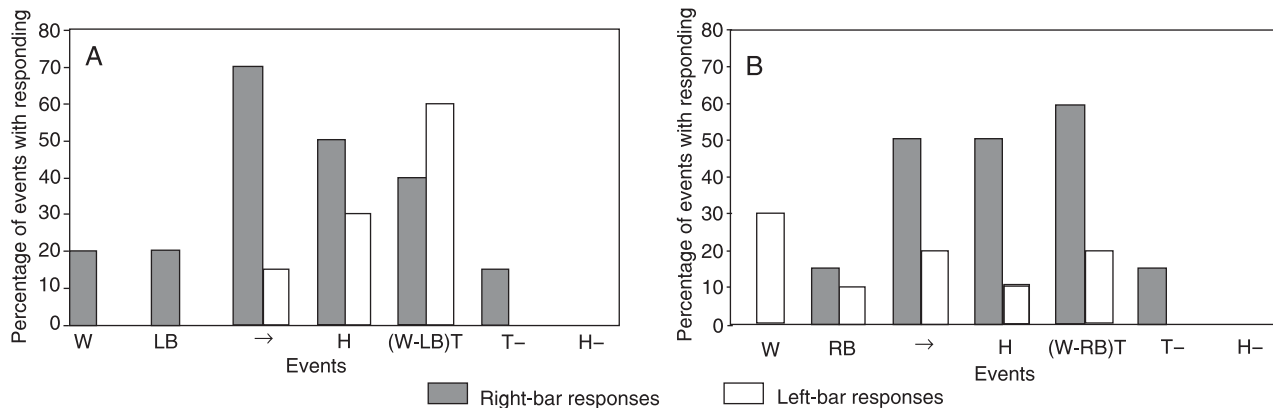 Percentage of events with responding
80
70
60
50
40
30
20
10
0
A
W LB → H (W-LB)T T– H–
Events
Percentage of events with responding
80
70
60
50
40
30
20
10
0
B
W RB → H (W-RB)T T– H–
Events
Right-bar responses Left-bar responses